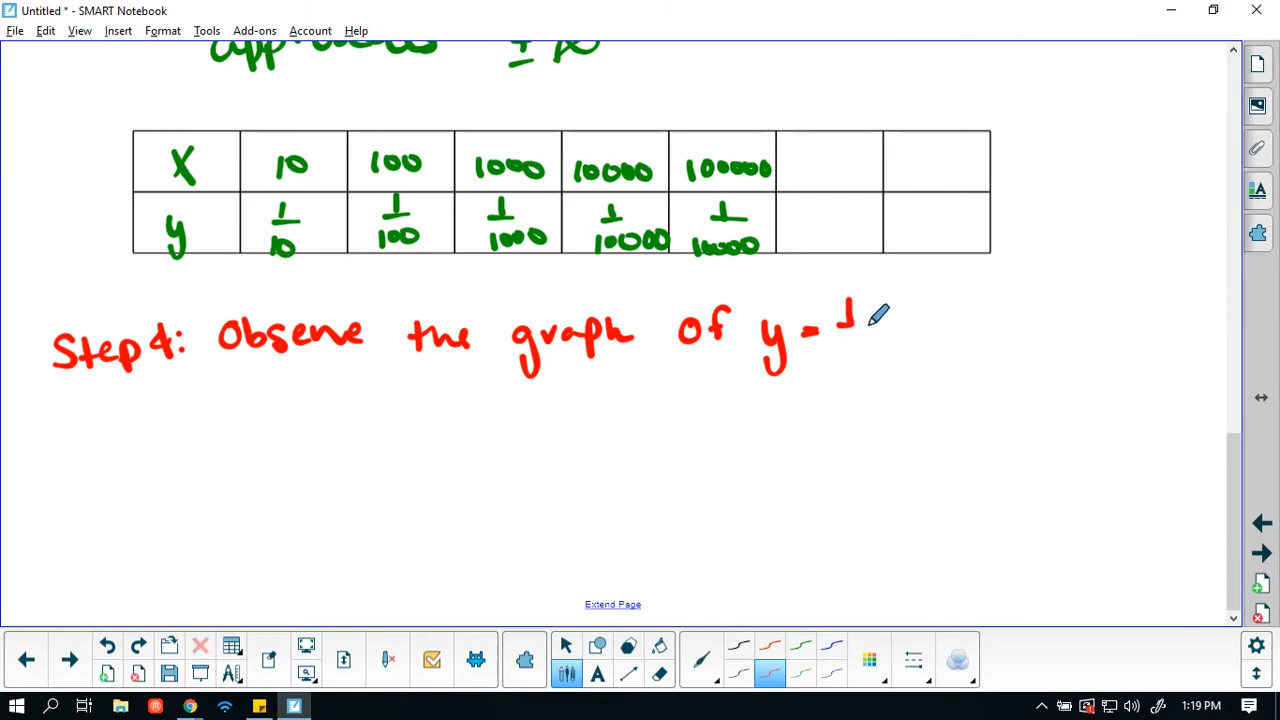 Untitled * - SMART Notebook
File Edit View Insert Format Tools Add-ons Account Help
± ∞
X 10 100 1000 10000 100000
y 1/10 1/100 1/1000 1/10000 1/10000
Step 4: Observe the graph of y = 1
Extend Page
1:19 PM